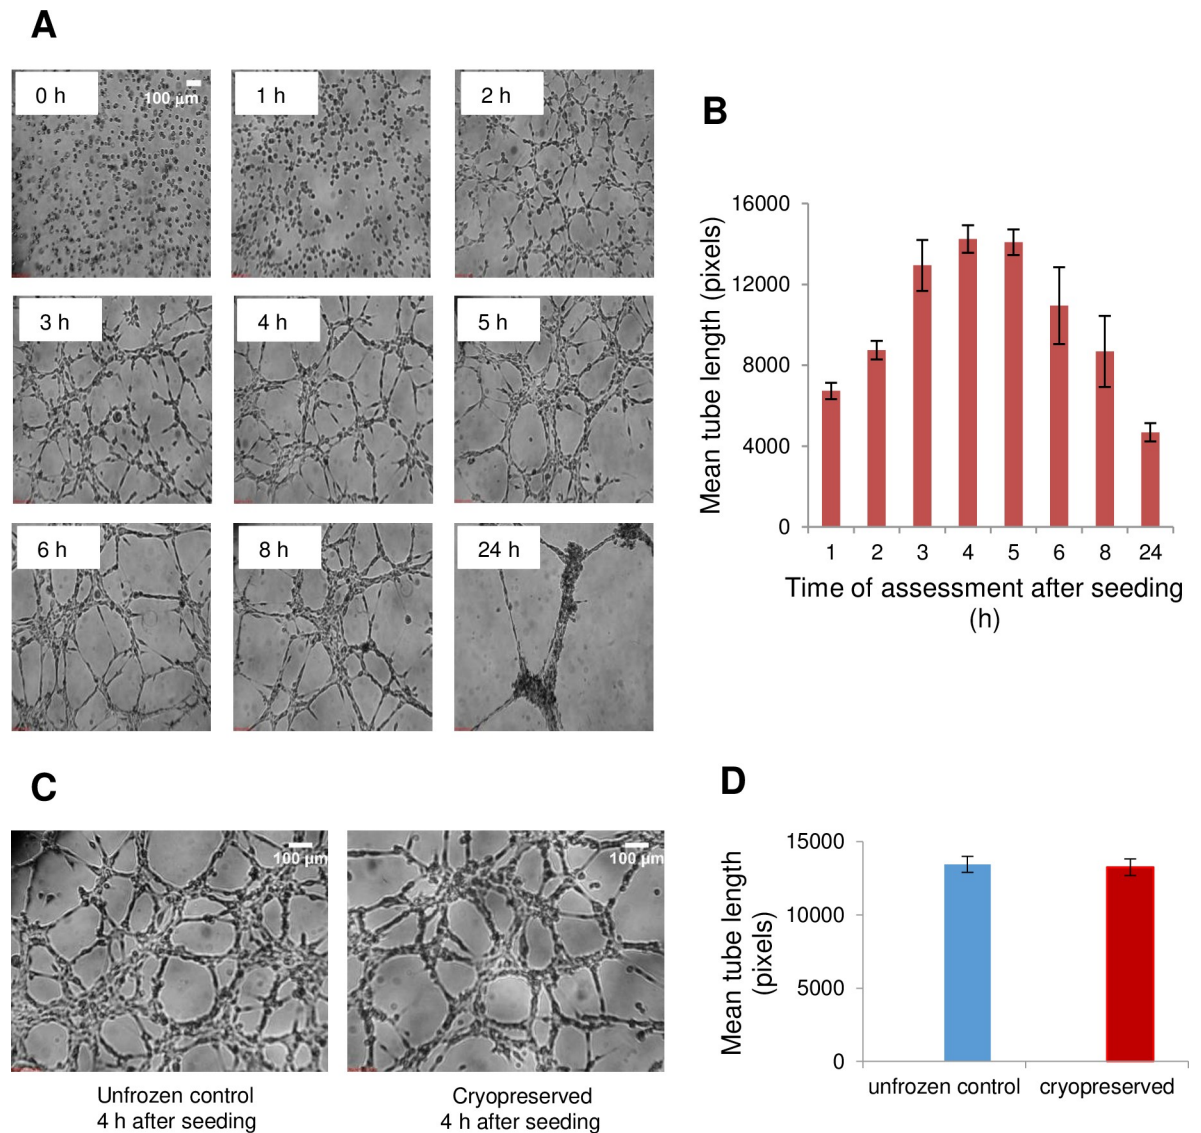 A
0 h
100 µm
1 h
2 h
3 h
4 h
5 h
6 h
8 h
24 h
B
Mean tube length (pixels)
16000
12000
8000
4000
0
1 2 3 4 5 6 8 24
Time of assessment after seeding
(h)
C
100 µm
100 µm
Unfrozen control
4 h after seeding
Cryopreserved
4 h after seeding
D
Mean tube length
(pixels)
15000
10000
5000
0
unfrozen control cryopreserved